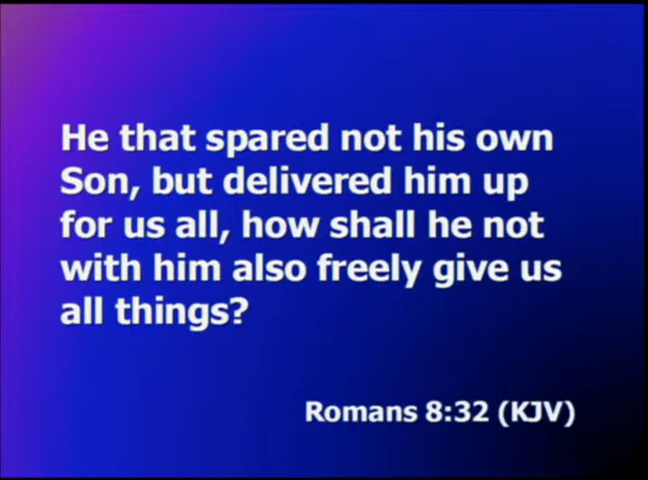 He that spared not his own
Son, but delivered him up
for us all, how shall he not
with him also freely give us
all things?
Romans 8:32 (KJV)